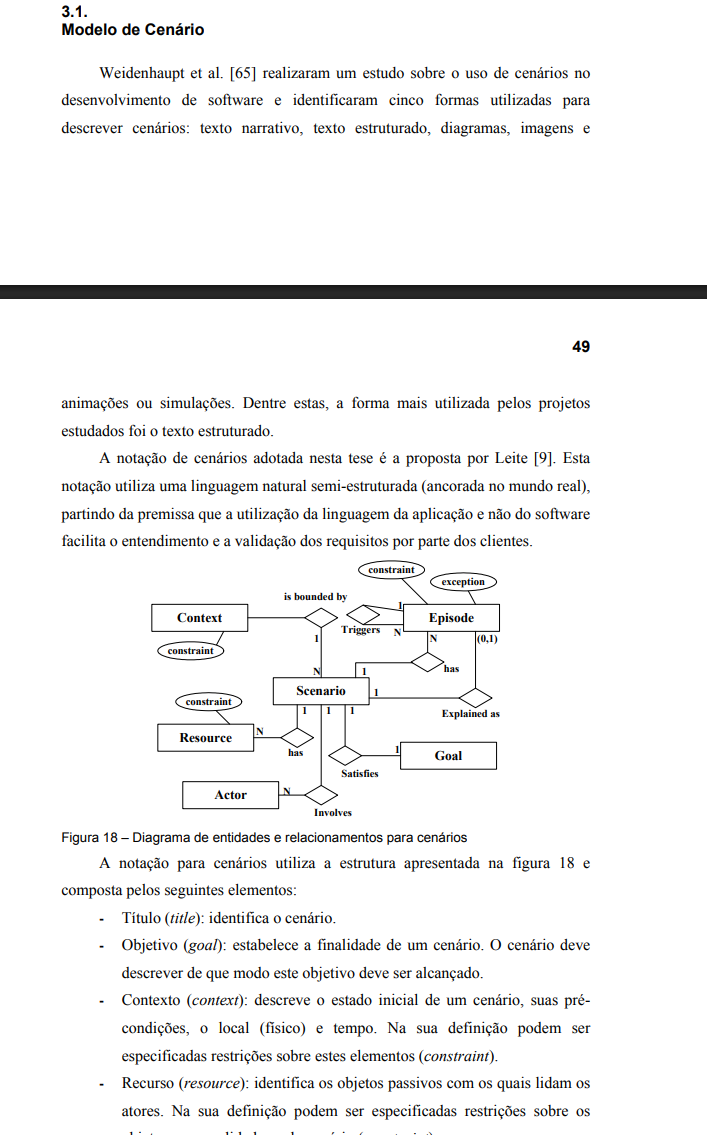 3.1.
Modelo de Cenário
Weidenhaupt et al. [65] realizaram um estudo sobre o uso de cenários no
desenvolvimento de software e identificaram cinco formas utilizadas para
descrever cenários: texto narrativo, texto estruturado, diagramas, imagens e
49
animações ou simulações. Dentre estas, a forma mais utilizada pelos projetos
estudados foi o texto estruturado.
A notação de cenários adotada nesta tese é a proposta por Leite [9]. Esta
notação utiliza uma linguagem natural semi-estruturada (ancorada no mundo real),
partindo da premissa que a utilização da linguagem da aplicação e não do software
facilita o entendimento e a validação dos requisitos por parte dos clientes.
constraint
exception
is bounded by
Context
1
Episode
Triggers
N
1
N
(0,1)
constraint
has
N
1
Scenario
1
constraint
1
1
1
Explained as
Resource
N
has
1
Goal
Satisfies
Actor
N
Involves
Figura 18 – Diagrama de entidades e relacionamentos para cenários
A notação para cenários utiliza a estrutura apresentada na figura 18 e
composta pelos seguintes elementos:
- Título (title): identifica o cenário.
- Objetivo (goal): estabelece a finalidade de um cenário. O cenário deve
descrever de que modo este objetivo deve ser alcançado.
- Contexto (context): descreve o estado inicial de um cenário, suas pré-
condições, o local (físico) e tempo. Na sua definição podem ser
especificadas restrições sobre estes elementos (constraint).
- Recurso (resource): identifica os objetos passivos com os quais lidam os
atores. Na sua definição podem ser especificadas restrições sobre os